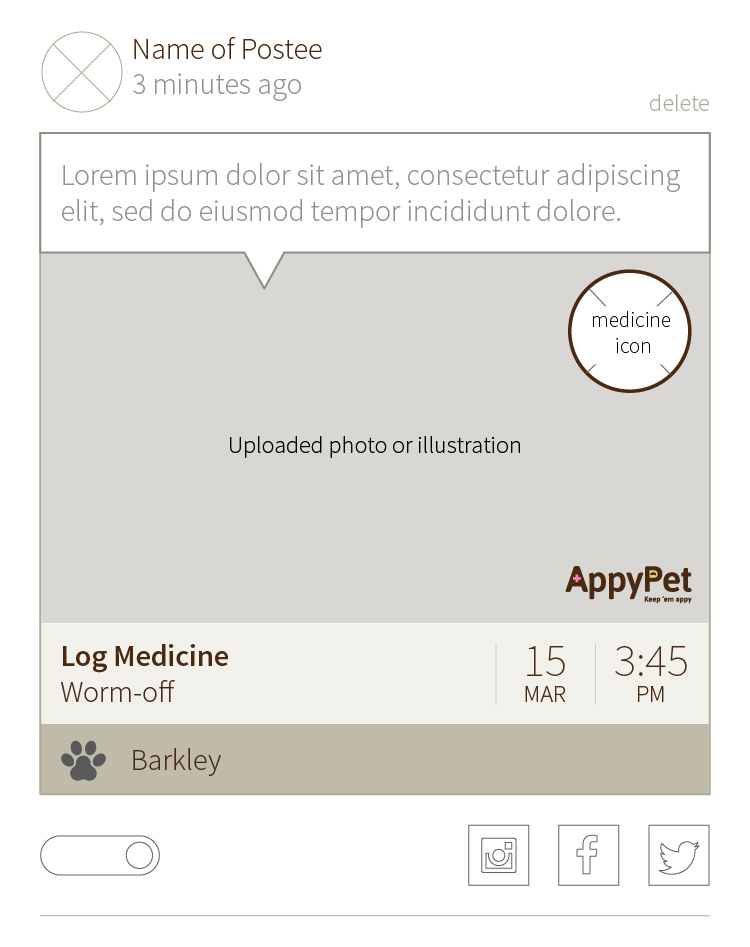 Name of Postee
3 minutes ago
delete
Lorem ipsum dolor sit amet, consectetur adipiscing
elit, sed do eiusmod tempor incididunt dolore.
medicine
icon
Uploaded photo or illustration
AppyPet
Keep 'em appy
Log Medicine
Worm-off
15
MAR
3:45
PM
Barkley